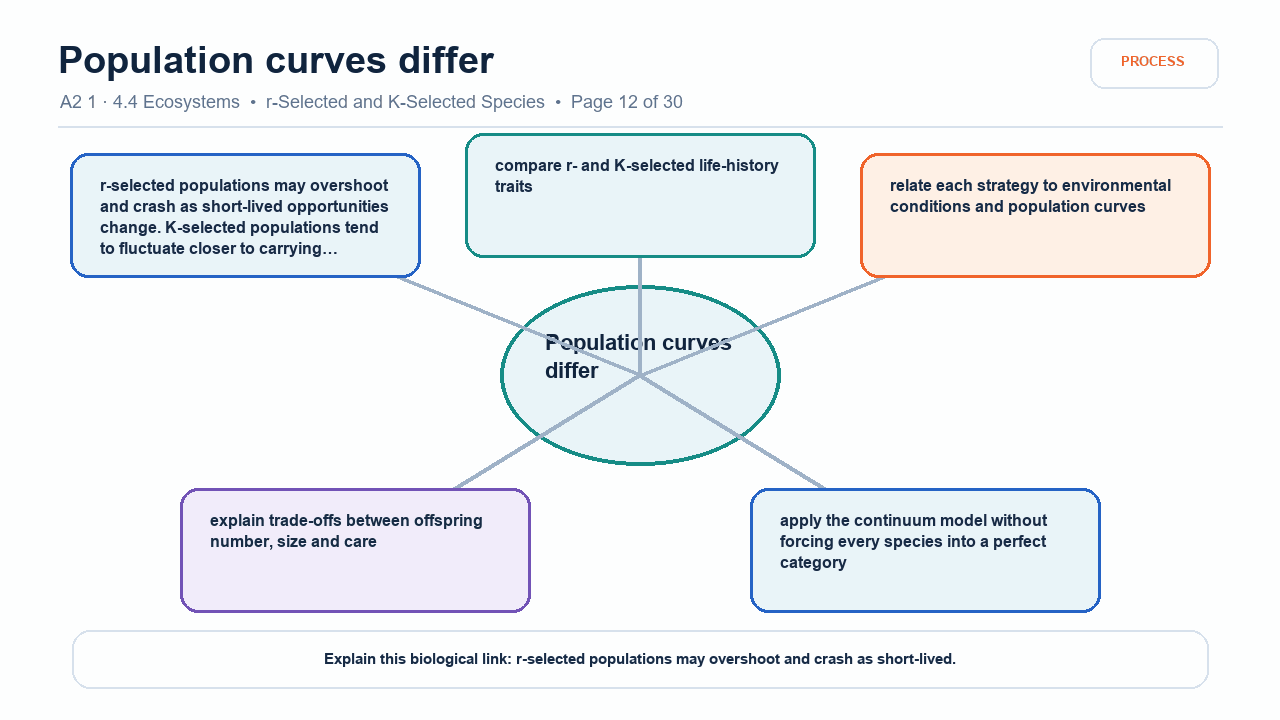 Population curves differ
PROCESS
A2 1 · 4.4 Ecosystems • r-Selected and K-Selected Species • Page 12 of 30
r-selected populations may overshoot
and crash as short-lived opportunities
change. K-selected populations tend
to fluctuate closer to carrying…
compare r- and K-selected life-history
traits
relate each strategy to environmental
conditions and population curves
Population curves
differ
explain trade-offs between offspring
number, size and care
apply the continuum model without
forcing every species into a perfect
category
Explain this biological link: r-selected populations may overshoot and crash as short-lived.